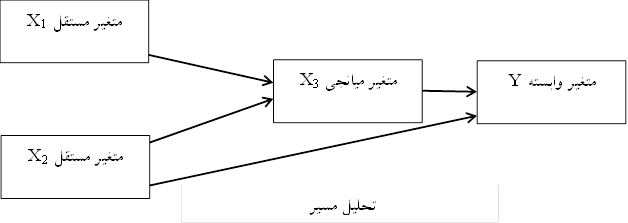 متغیر مستقل X1
متغیر میانجی X3
متغیر وابسته Y
متغیر مستقل X2
تحلیل مسیر